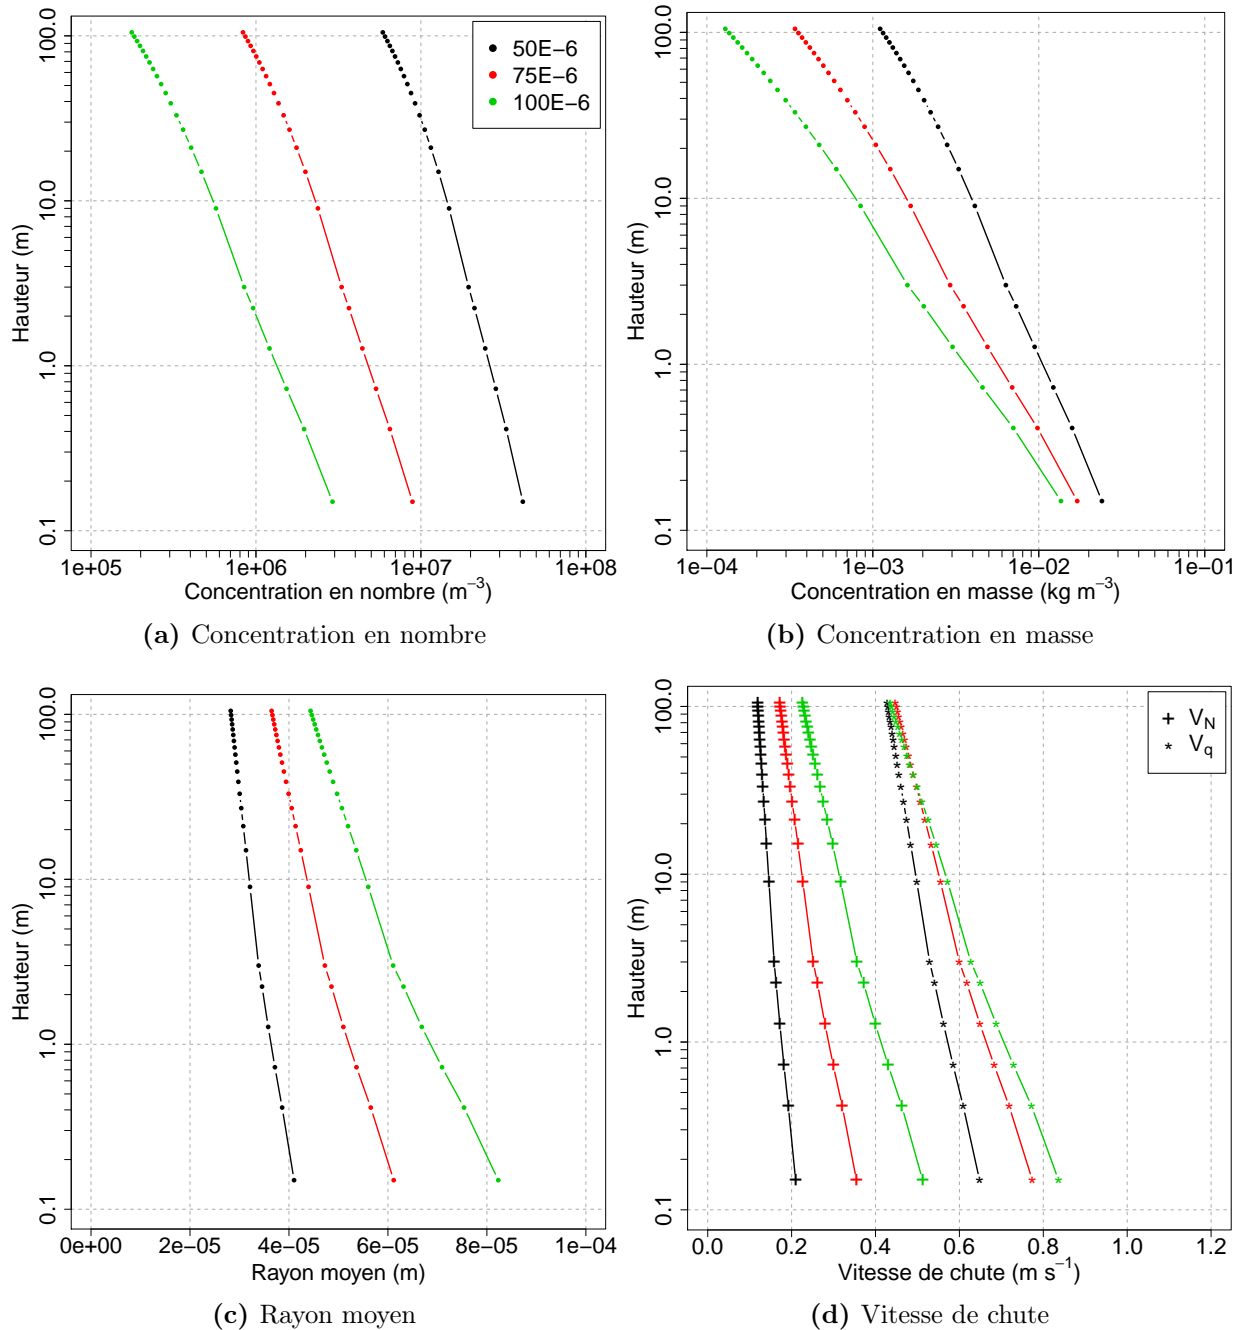 100.0
10.0
1.0
0.1
Hauteur (m)
50E−6
75E−6
100E−6
1e+05
1e+06
1e+07
1e+08
Concentration en nombre (m−3)
(a) Concentration en nombre
100.0
10.0
1.0
0.1
Hauteur (m)
1e−04
1e−03
1e−02
1e−01
Concentration en masse (kg m−3)
(b) Concentration en masse
100.0
10.0
1.0
0.1
Hauteur (m)
0e+00
2e−05
4e−05
6e−05
8e−05
1e−04
Rayon moyen (m)
(c) Rayon moyen
100.0
10.0
1.0
0.1
Hauteur (m)
V_N
V_q
0.0
0.2
0.4
0.6
0.8
1.0
1.2
Vitesse de chute (m s−1)
(d) Vitesse de chute